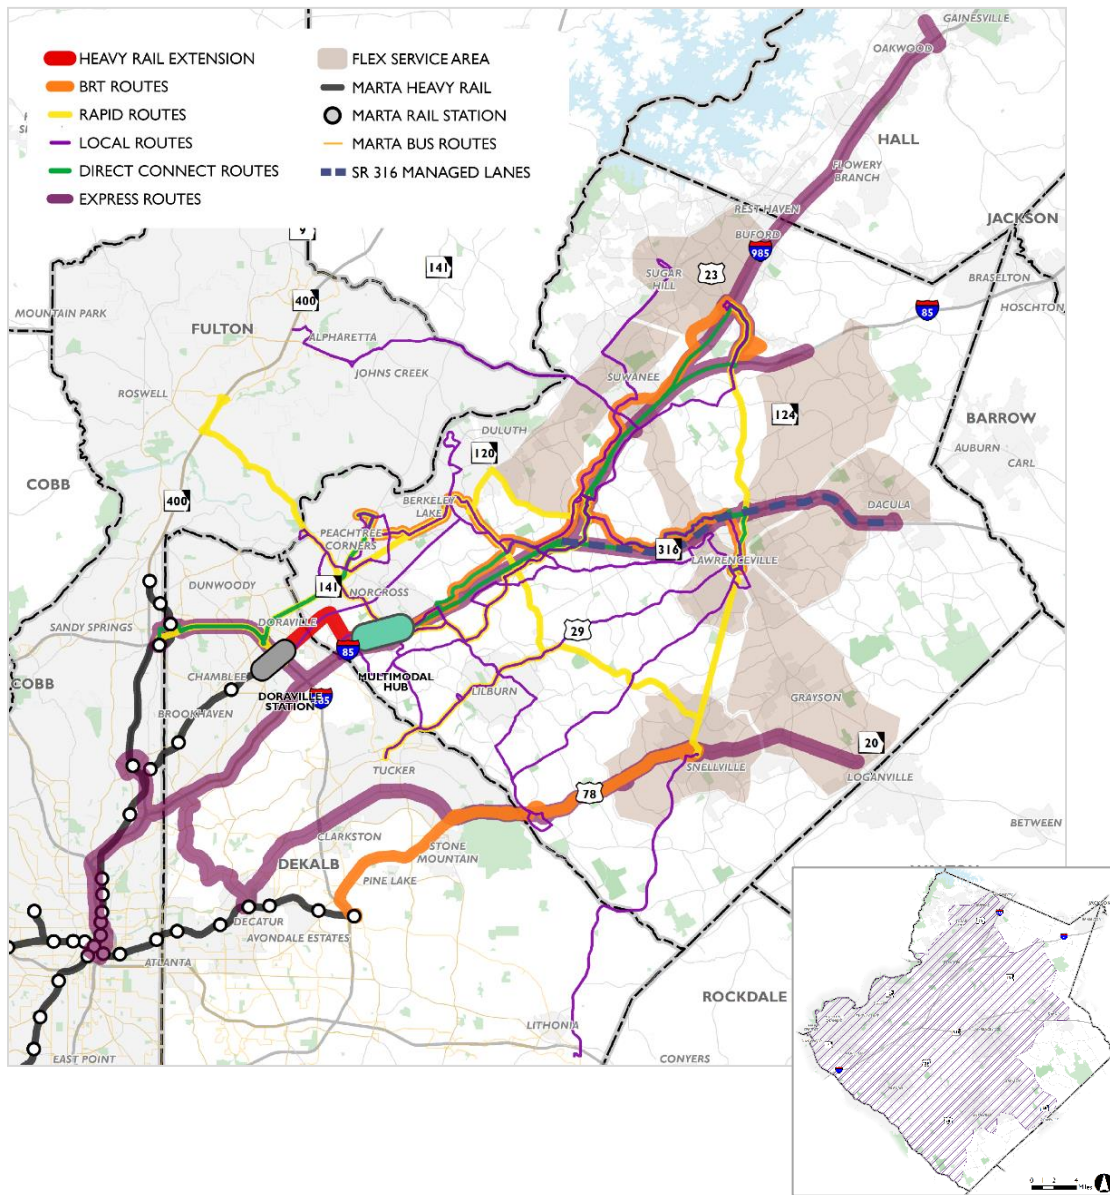 HEAVY RAIL EXTENSION
BRT ROUTES
RAPID ROUTES
LOCAL ROUTES
DIRECT CONNECT ROUTES
EXPRESS ROUTES
FLEX SERVICE AREA
MARTA HEAVY RAIL
MARTA RAIL STATION
MARTA BUS ROUTES
SR 316 MANAGED LANES
GAINESVILLE
OAKWOOD
HALL
FLOWERY
BRANCH
REST HAVEN
BUFORD
JACKSON
985
9
141
SUGAR
HILL
23
BRASELTON
HOSCHTON
400
85
MOUNTAIN PARK
FULTON
ALPHARETTA
JOHNS CREEK
SUWANEE
ROSWELL
124
BARROW
DULUTH
120
AUBURN
CARL
COBB
400
BERKELEY
LAKE
DACULA
PEACHTREE
CORNERS
316
LAWRENCEVILLE
DUNWOODY
141
NORCROSS
SANDY SPRINGS
DORAVILLE
29
85
CHAMBLEE
MULTIMODAL
HUB
COBB
DORAVILLE
STATION
LILBURN
GRAYSON
BROOKHAVEN
20
TUCKER
SNELLVILLE
LOGANVILLE
78
BETWEEN
CLARKSTON
STONE
MOUNTAIN
DEKALB
PINE LAKE
DECATUR
AVONDALE ESTATES
ATLANTA
ROCKDALE
LITHONIA
EAST POINT
CONYERS
0
2
4
Miles